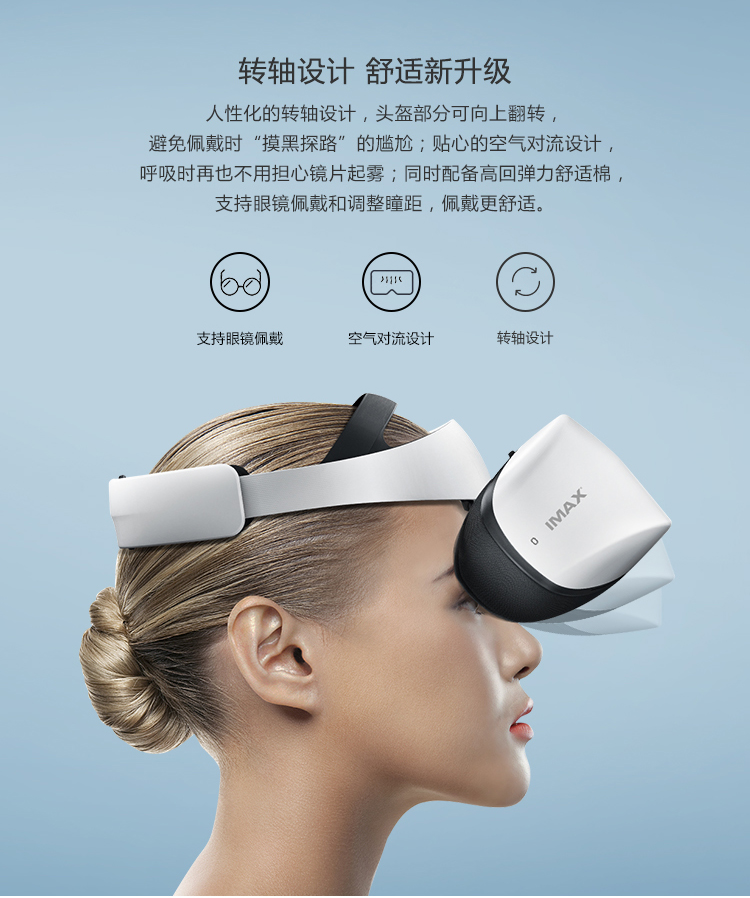 转轴设计 舒适新升级
人性化的转轴设计，头盔部分可向上翻转，
避免佩戴时“摸黑探路”的尴尬；贴心的空气对流设计，
呼吸时再也不用担心镜片起雾；同时配备高回弹力舒适棉，
支持眼镜佩戴和调整瞳距，佩戴更舒适。
支持眼镜佩戴
空气对流设计
转轴设计
IMAX